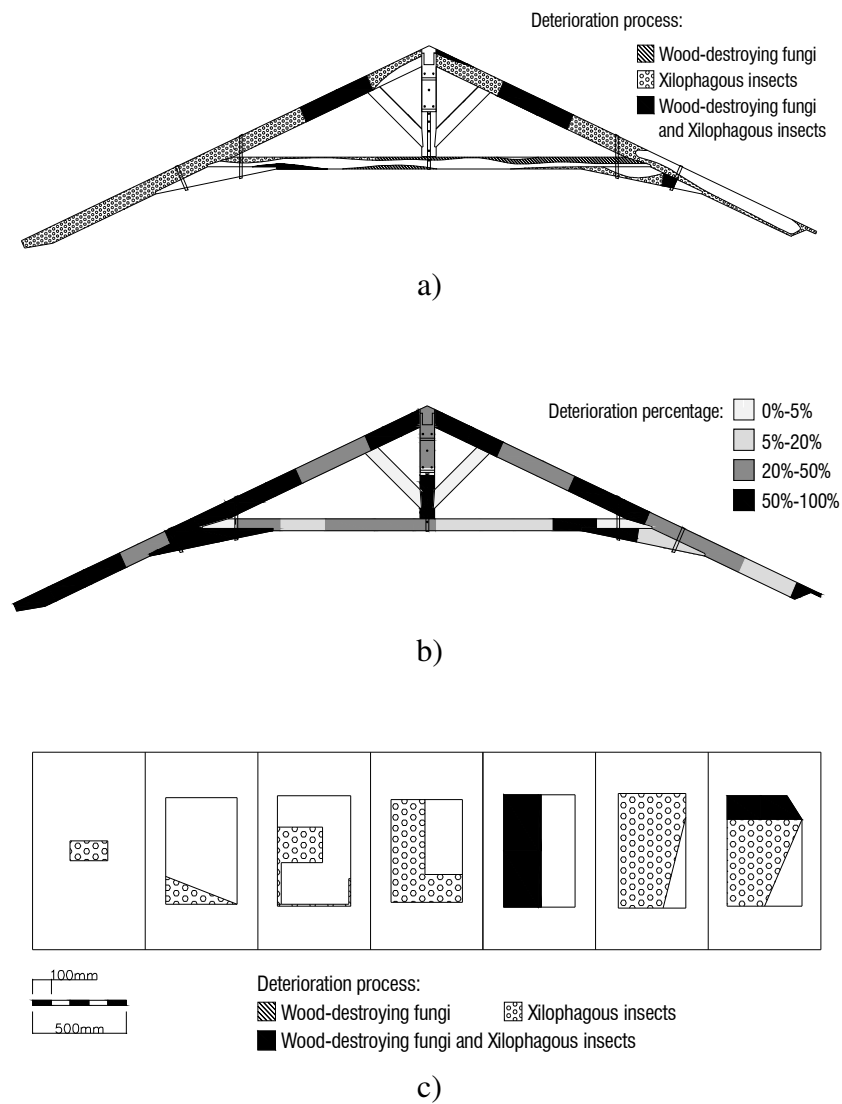 Deterioration process:
Wood-destroying fungi
Xilophagous insects
Wood-destroying fungi
and Xilophagous insects
a)
Deterioration percentage:
0%-5%
5%-20%
20%-50%
50%-100%
b)
100mm
500mm
Deterioration process:
Wood-destroying fungi
Xilophagous insects
Wood-destroying fungi and Xilophagous insects
c)